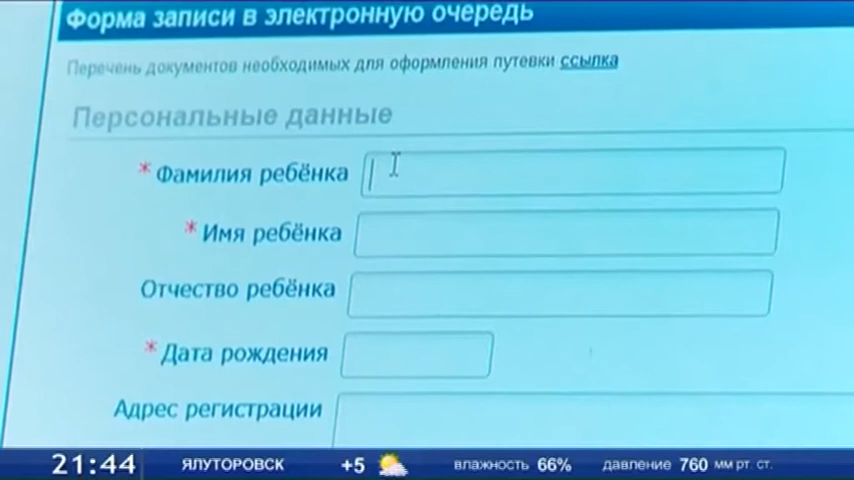 Форма записи в электронную очередь
Перечень документов необходимых для оформления путевки ссылка
Персональные данные
* Фамилия ребёнка
* Имя ребёнка
Отчество ребёнка
* Дата рождения
Адрес регистрации
21:44 ЯЛУТОРОВСК +5 влажность 66% давление 760 мм рт. ст.